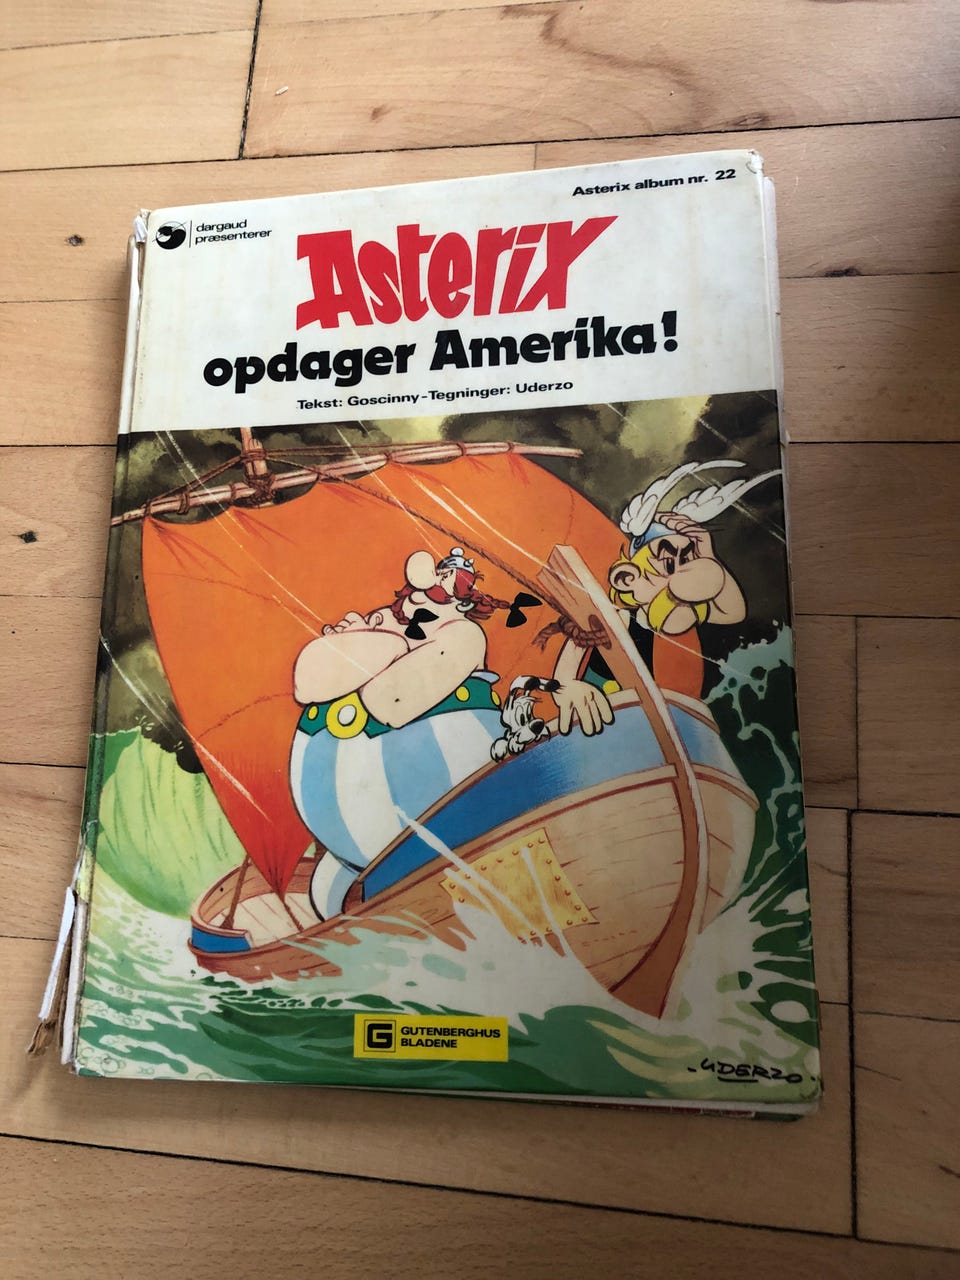 Asterix album nr. 22
dargaud
præsenterer
Asterix
opdager Amerika!
Tekst: Goscinny-Tegninger: Uderzo
G GUTENBERGHUS
BLADENE
UDERZO